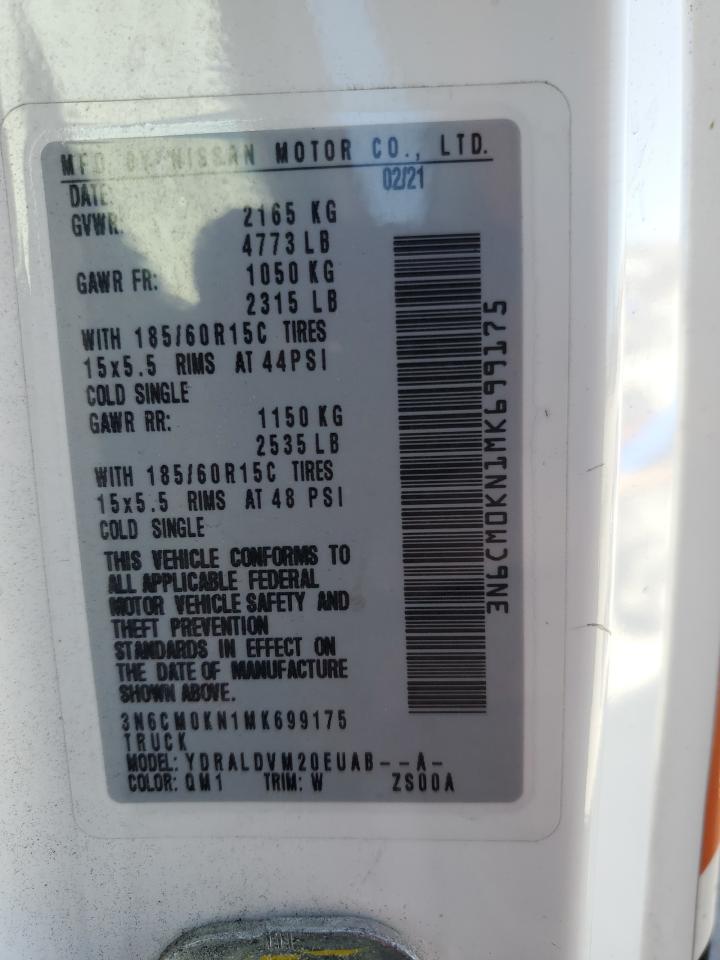 MFD BY NISSAN MOTOR CO., LTD.
DATE: 02/21
GVWR: 2165 KG
4773 LB
GAWR FR: 1050 KG
2315 LB
WITH 185/60R15C TIRES
15x5.5 RIMS AT 44PSI
COLD SINGLE
GAWR RR: 1150 KG
2535 LB
WITH 185/60R15C TIRES
15x5.5 RIMS AT 48 PSI
COLD SINGLE
THIS VEHICLE CONFORMS TO
ALL APPLICABLE FEDERAL
MOTOR VEHICLE SAFETY AND
THEFT PREVENTION
STANDARDS IN EFFECT ON
THE DATE OF MANUFACTURE
SHOWN ABOVE.
3N6CM0KN1MK699175
TRUCK
MODEL: YDRALDVM20EUAB--A-
COLOR: QM1 TRIM: W ZS00A
3N6CM0KN1MK699175